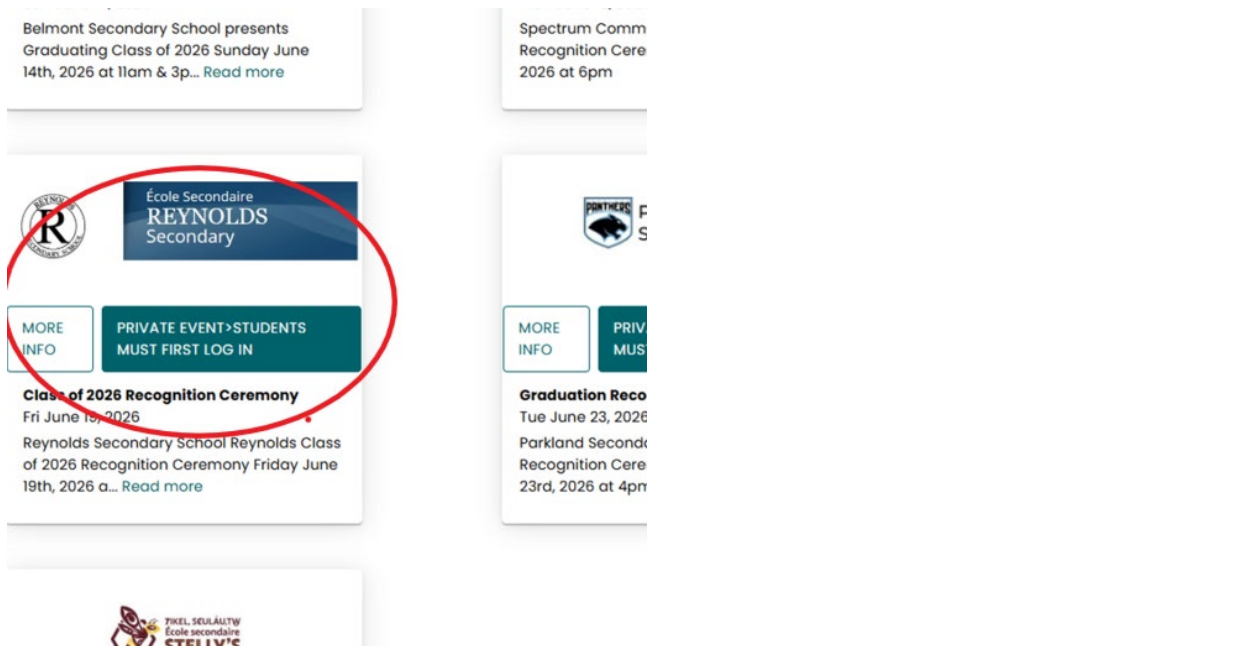 Belmont Secondary School presents
Graduating Class of 2026 Sunday June
14th, 2026 at 11am & 3p... Read more
Spectrum Comm
Recognition Cere
2026 at 6pm
REYNOLDS
R
SECONDARY SCHOOL
École Secondaire
REYNOLDS
Secondary
MORE
INFO
PRIVATE EVENT>STUDENTS
MUST FIRST LOG IN
Class of 2026 Recognition Ceremony
Fri June 19, 2026
Reynolds Secondary School Reynolds Class
of 2026 Recognition Ceremony Friday June
19th, 2026 a... Read more
PANTHERS
P
S
MORE
INFO
PRIV
MUS
Graduation Reco
Tue June 23, 2026
Parkland Seconda
Recognition Cere
23rd, 2026 at 4pm
École secondaire
STELLY'S